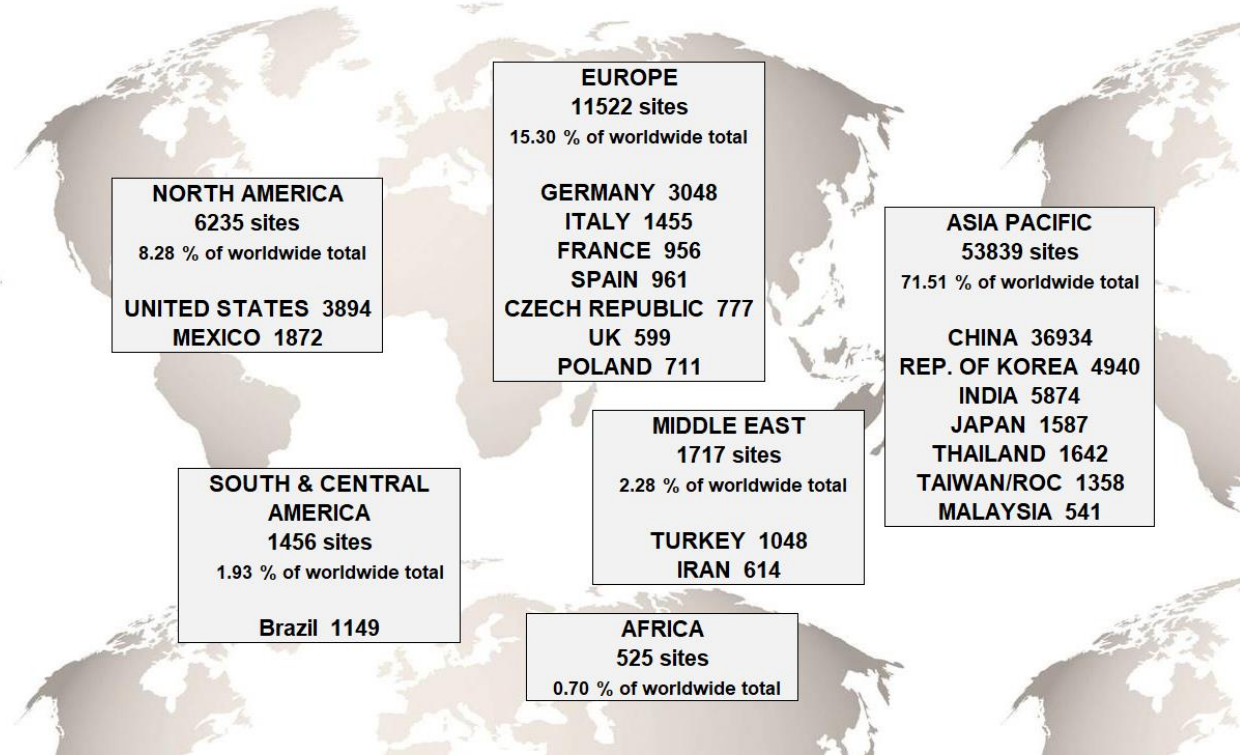 EUROPE
11522 sites
15.30 % of worldwide total
GERMANY 3048
ITALY 1455
FRANCE 956
SPAIN 961
CZECH REPUBLIC 777
UK 599
POLAND 711
NORTH AMERICA
6235 sites
8.28 % of worldwide total
UNITED STATES 3894
MEXICO 1872
ASIA PACIFIC
53839 sites
71.51 % of worldwide total
CHINA 36934
REP. OF KOREA 4940
INDIA 5874
JAPAN 1587
THAILAND 1642
TAIWAN/ROC 1358
MALAYSIA 541
MIDDLE EAST
1717 sites
2.28 % of worldwide total
TURKEY 1048
IRAN 614
SOUTH & CENTRAL
AMERICA
1456 sites
1.93 % of worldwide total
Brazil 1149
AFRICA
525 sites
0.70 % of worldwide total